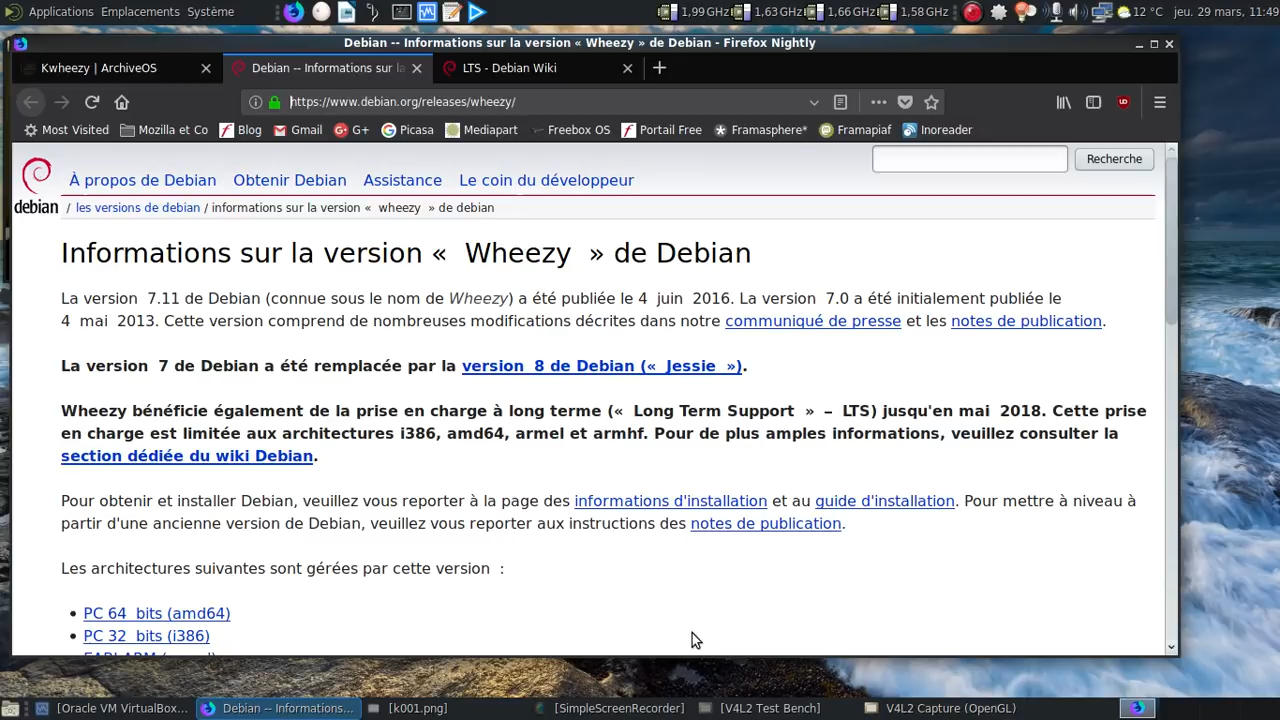 Applications Emplacements Système 1,99 GHz 1,63 GHz 1,66 GHz 1,58 GHz 12 °C jeu. 29 mars, 11:49
Debian -- Informations sur la version « Wheezy » de Debian - Firefox Nightly
Kwheezy | ArchiveOS Debian -- Informations sur la LTS - Debian Wiki
https://www.debian.org/releases/wheezy/
Most Visited Mozilla et Co Blog Gmail G+ Picasa Mediapart Freebox OS Portail Free Framasphere* Framapiaf Inoreader
Recherche
À propos de Debian Obtenir Debian Assistance Le coin du développeur
debian / les versions de debian / informations sur la version « wheezy » de debian
Informations sur la version « Wheezy » de Debian
La version 7.11 de Debian (connue sous le nom de Wheezy) a été publiée le 4 juin 2016. La version 7.0 a été initialement publiée le
4 mai 2013. Cette version comprend de nombreuses modifications décrites dans notre communiqué de presse et les notes de publication.
La version 7 de Debian a été remplacée par la version 8 de Debian (« Jessie »).
Wheezy bénéficie également de la prise en charge à long terme (« Long Term Support » – LTS) jusqu'en mai 2018. Cette prise
en charge est limitée aux architectures i386, amd64, armel et armhf. Pour de plus amples informations, veuillez consulter la
section dédiée du wiki Debian.
Pour obtenir et installer Debian, veuillez vous reporter à la page des informations d'installation et au guide d'installation. Pour mettre à niveau à
partir d'une ancienne version de Debian, veuillez vous reporter aux instructions des notes de publication.
Les architectures suivantes sont gérées par cette version :
• PC 64 bits (amd64)
• PC 32 bits (i386)
[Oracle VM VirtualBox... Debian -- Informations... [k001.png] [SimpleScreenRecorder] [V4L2 Test Bench] V4L2 Capture (OpenGL)